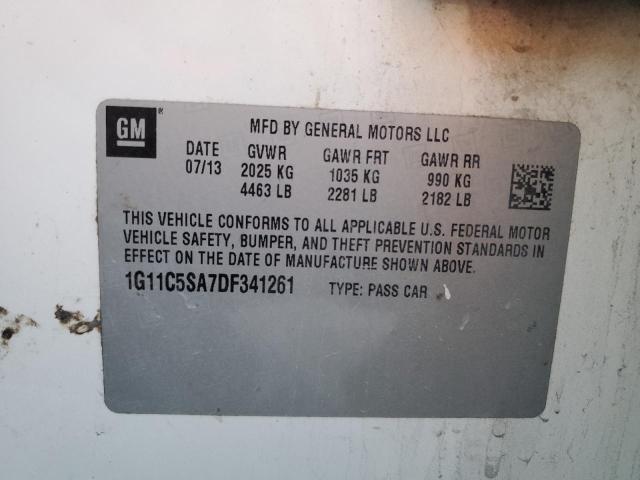 GM
MFD BY GENERAL MOTORS LLC
DATE GVWR GAWR FRT GAWR RR
07/13 2025 KG 1035 KG 990 KG
4463 LB 2281 LB 2182 LB
THIS VEHICLE CONFORMS TO ALL APPLICABLE U.S. FEDERAL MOTOR
VEHICLE SAFETY, BUMPER, AND THEFT PREVENTION STANDARDS IN
EFFECT ON THE DATE OF MANUFACTURE SHOWN ABOVE.
1G11C5SA7DF341261 TYPE: PASS CAR